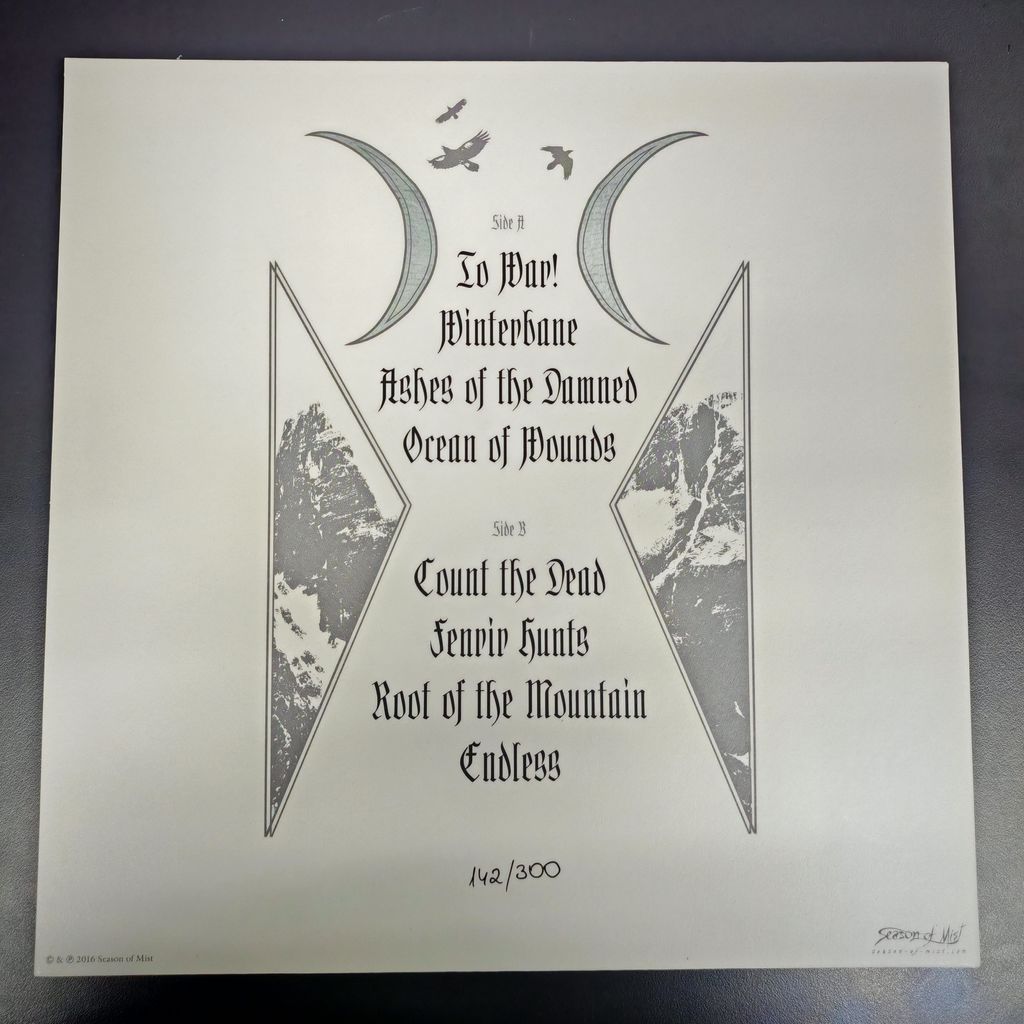 Side A
To War!
Winterbane
Ashes of the Damned
Ocean of Wounds
Side B
Count the Dead
Fenrir Hunts
Root of the Mountain
Endless
142/300
Season of Mist
season-of-mist.com
© & ℗ 2016 Season of Mist